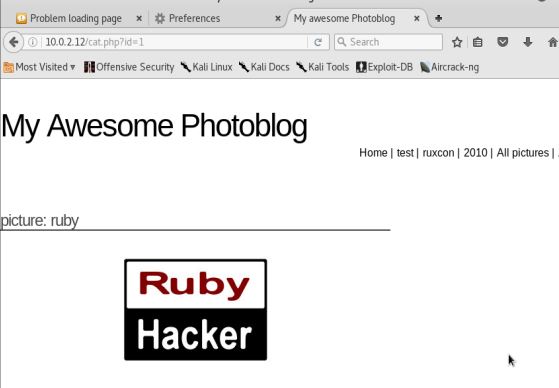 Problem loading page Preferences My awesome Photoblog
10.0.2.12/cat.php?id=1 Search
Most Visited Offensive Security Kali Linux Kali Docs Kali Tools Exploit-DB Aircrack-ng
My Awesome Photoblog
Home | test | ruxcon | 2010 | All pictures |
picture: ruby
Ruby
Hacker